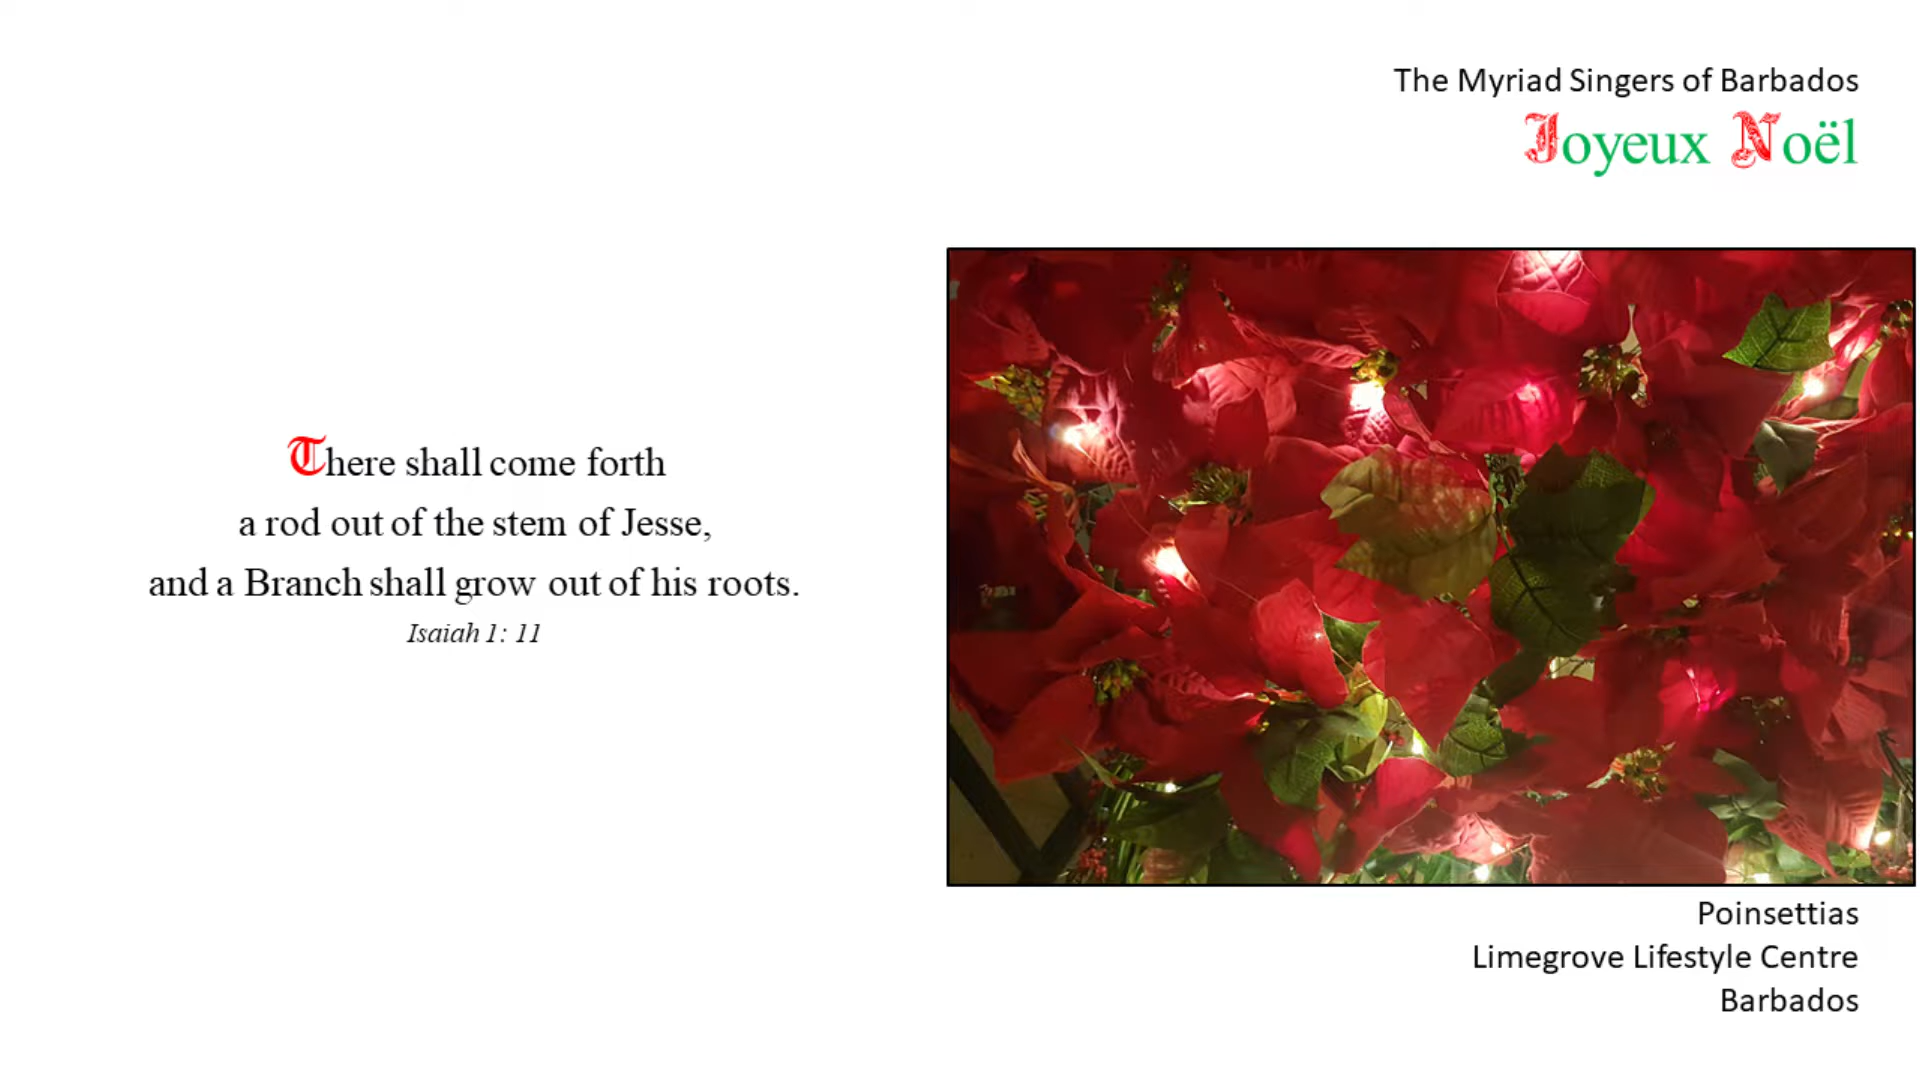 The Myriad Singers of Barbados
Joyeux Noël
There shall come forth
a rod out of the stem of Jesse,
and a Branch shall grow out of his roots.
Isaiah 1: 11
Poinsettias
Limegrove Lifestyle Centre
Barbados